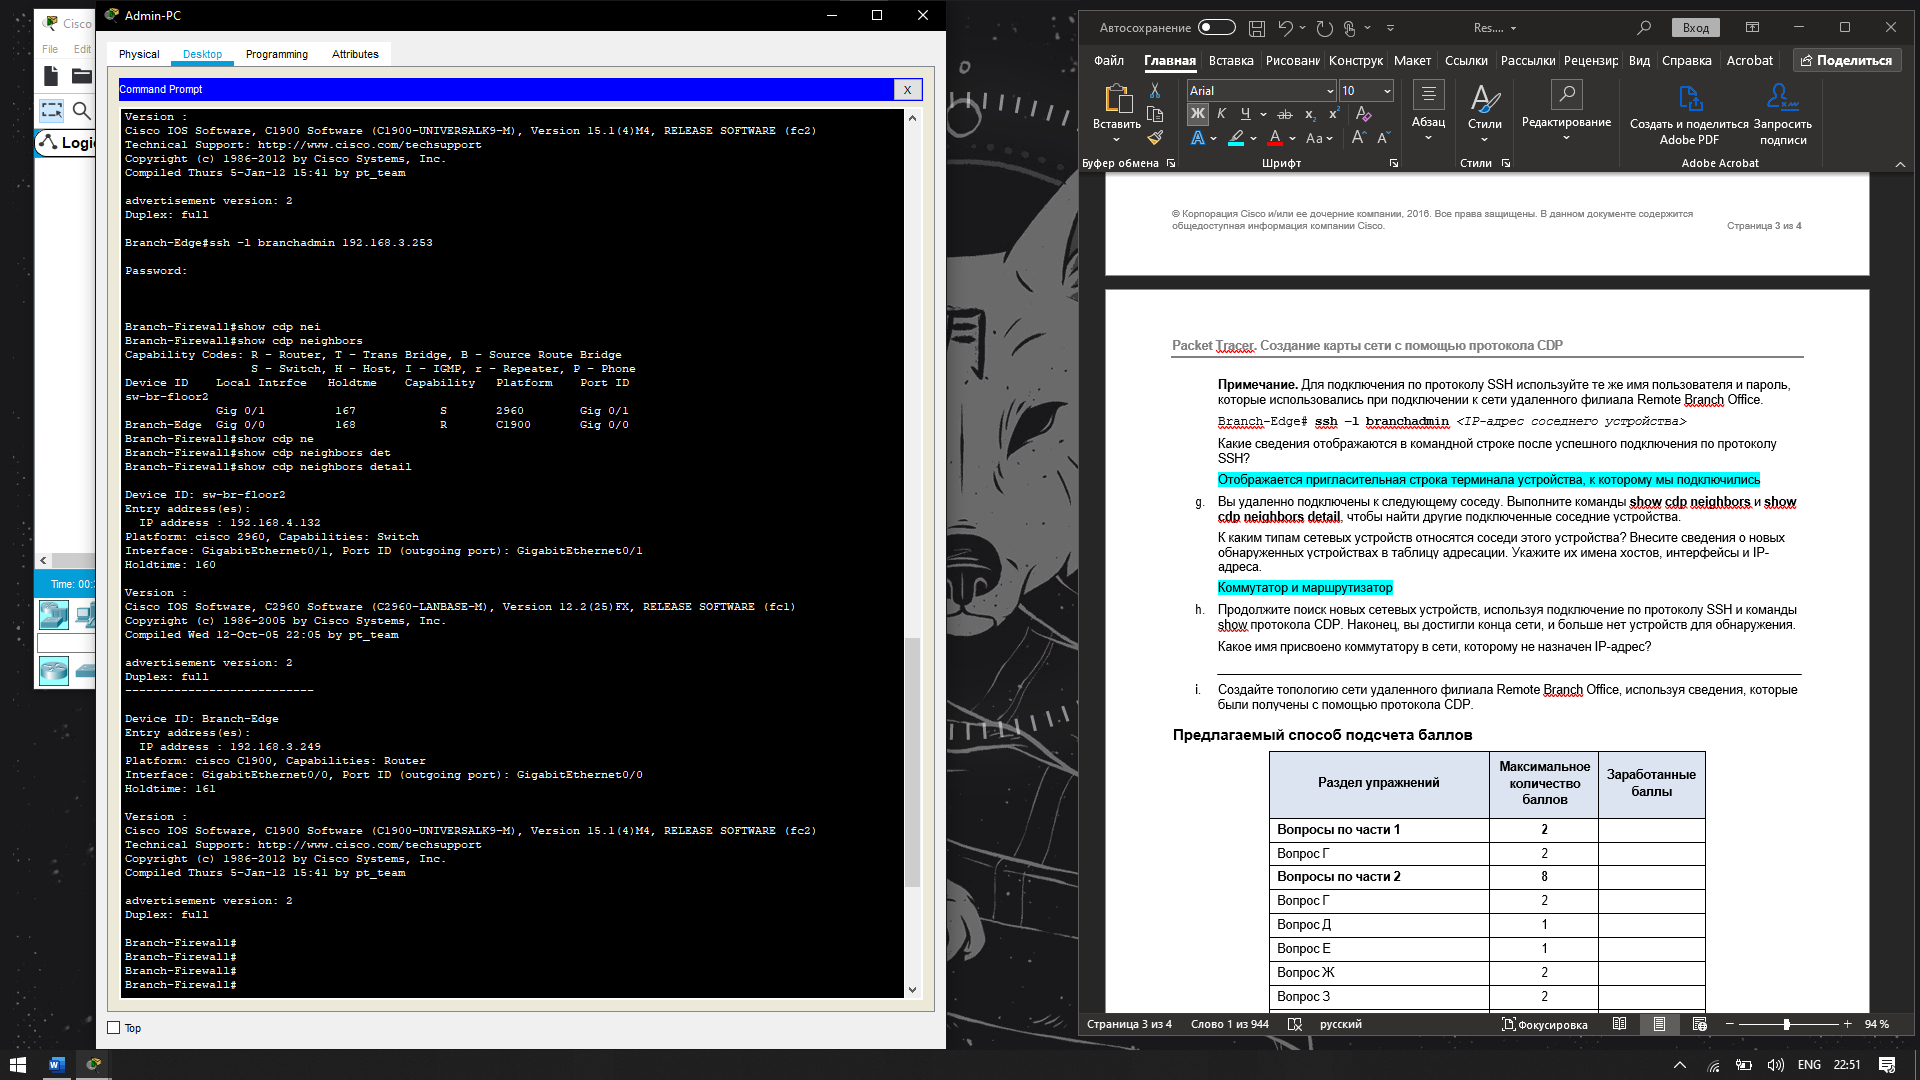 Cisco
File Edit
Logic
Time: 00:
Admin-PC
Physical Desktop Programming Attributes
Command Prompt
X
Version :
Cisco IOS Software, C1900 Software (C1900-UNIVERSALK9-M), Version 15.1(4)M4, RELEASE SOFTWARE (fc2)
Technical Support: http://www.cisco.com/techsupport
Copyright (c) 1986-2012 by Cisco Systems, Inc.
Compiled Thurs 5-Jan-12 15:41 by pt_team
advertisement version: 2
Duplex: full
Branch-Edge#ssh -l branchadmin 192.168.3.253
Password:
Branch-Firewall#show cdp nei
Branch-Firewall#show cdp neighbors
Capability Codes: R - Router, T - Trans Bridge, B - Source Route Bridge
S - Switch, H - Host, I - IGMP, r - Repeater, P - Phone
Device ID Local Intrfce Holdtme Capability Platform Port ID
sw-br-floor2
Gig 0/1 167 S 2960 Gig 0/1
Branch-Edge Gig 0/0 168 R C1900 Gig 0/0
Branch-Firewall#show cdp ne
Branch-Firewall#show cdp neighbors det
Branch-Firewall#show cdp neighbors detail
Device ID: sw-br-floor2
Entry address(es):
IP address : 192.168.4.132
Platform: cisco 2960, Capabilities: Switch
Interface: GigabitEthernet0/1, Port ID (outgoing port): GigabitEthernet0/1
Holdtime: 160
Version :
Cisco IOS Software, C2960 Software (C2960-LANBASE-M), Version 12.2(25)FX, RELEASE SOFTWARE (fc1)
Copyright (c) 1986-2005 by Cisco Systems, Inc.
Compiled Wed 12-Oct-05 22:05 by pt_team
advertisement version: 2
Duplex: full
---------------------------
Device ID: Branch-Edge
Entry address(es):
IP address : 192.168.3.249
Platform: cisco C1900, Capabilities: Router
Interface: GigabitEthernet0/0, Port ID (outgoing port): GigabitEthernet0/0
Holdtime: 161
Version :
Cisco IOS Software, C1900 Software (C1900-UNIVERSALK9-M), Version 15.1(4)M4, RELEASE SOFTWARE (fc2)
Technical Support: http://www.cisco.com/techsupport
Copyright (c) 1986-2012 by Cisco Systems, Inc.
Compiled Thurs 5-Jan-12 15:41 by pt_team
advertisement version: 2
Duplex: full
Branch-Firewall#
Branch-Firewall#
Branch-Firewall#
Branch-Firewall#
Top
Автосохранение Res.... Вход
Файл Главная Вставка Рисовани Конструк Макет Ссылки Рассылки Рецензир Вид Справка Acrobat Поделиться
Arial 10
Ж К Ч ab x₂ x²
Вставить Aa Абзац Стили Редактирование Создать и поделиться Adobe PDF Запросить подписи
Буфер обмена Шрифт Стили Adobe Acrobat
© Корпорация Cisco и/или ее дочерние компании, 2016. Все права защищены. В данном документе содержится
общедоступная информация компании Cisco. Страница 3 из 4
Packet Tracer. Создание карты сети с помощью протокола CDP
Примечание. Для подключения по протоколу SSH используйте те же имя пользователя и пароль,
которые использовались при подключении к сети удаленного филиала Remote Branch Office.
Branch-Edge# ssh -l branchadmin <IP-адрес соседнего устройства>
Какие сведения отображаются в командной строке после успешного подключения по протоколу
SSH?
Отображается пригласительная строка терминала устройства, к которому мы подключились
g. Вы удаленно подключены к следующему соседу. Выполните команды show cdp neighbors и show
cdp neighbors detail, чтобы найти другие подключенные соседние устройства.
К каким типам сетевых устройств относятся соседи этого устройства? Внесите сведения о новых
обнаруженных устройствах в таблицу адресации. Укажите их имена хостов, интерфейсы и IP-
адреса.
Коммутатор и маршрутизатор
h. Продолжите поиск новых сетевых устройств, используя подключение по протоколу SSH и команды
show протокола CDP. Наконец, вы достигли конца сети, и больше нет устройств для обнаружения.
Какое имя присвоено коммутатору в сети, которому не назначен IP-адрес?
i. Создайте топологию сети удаленного филиала Remote Branch Office, используя сведения, которые
были получены с помощью протокола CDP.
Предлагаемый способ подсчета баллов
Раздел упражнений Максимальное количество баллов Заработанные баллы
Вопросы по части 1 2
Вопрос Г 2
Вопросы по части 2 8
Вопрос Г 2
Вопрос Д 1
Вопрос Е 1
Вопрос Ж 2
Вопрос З 2
Страница 3 из 4 Слово 1 из 944 русский Фокусировка 94 %
ENG 22:51